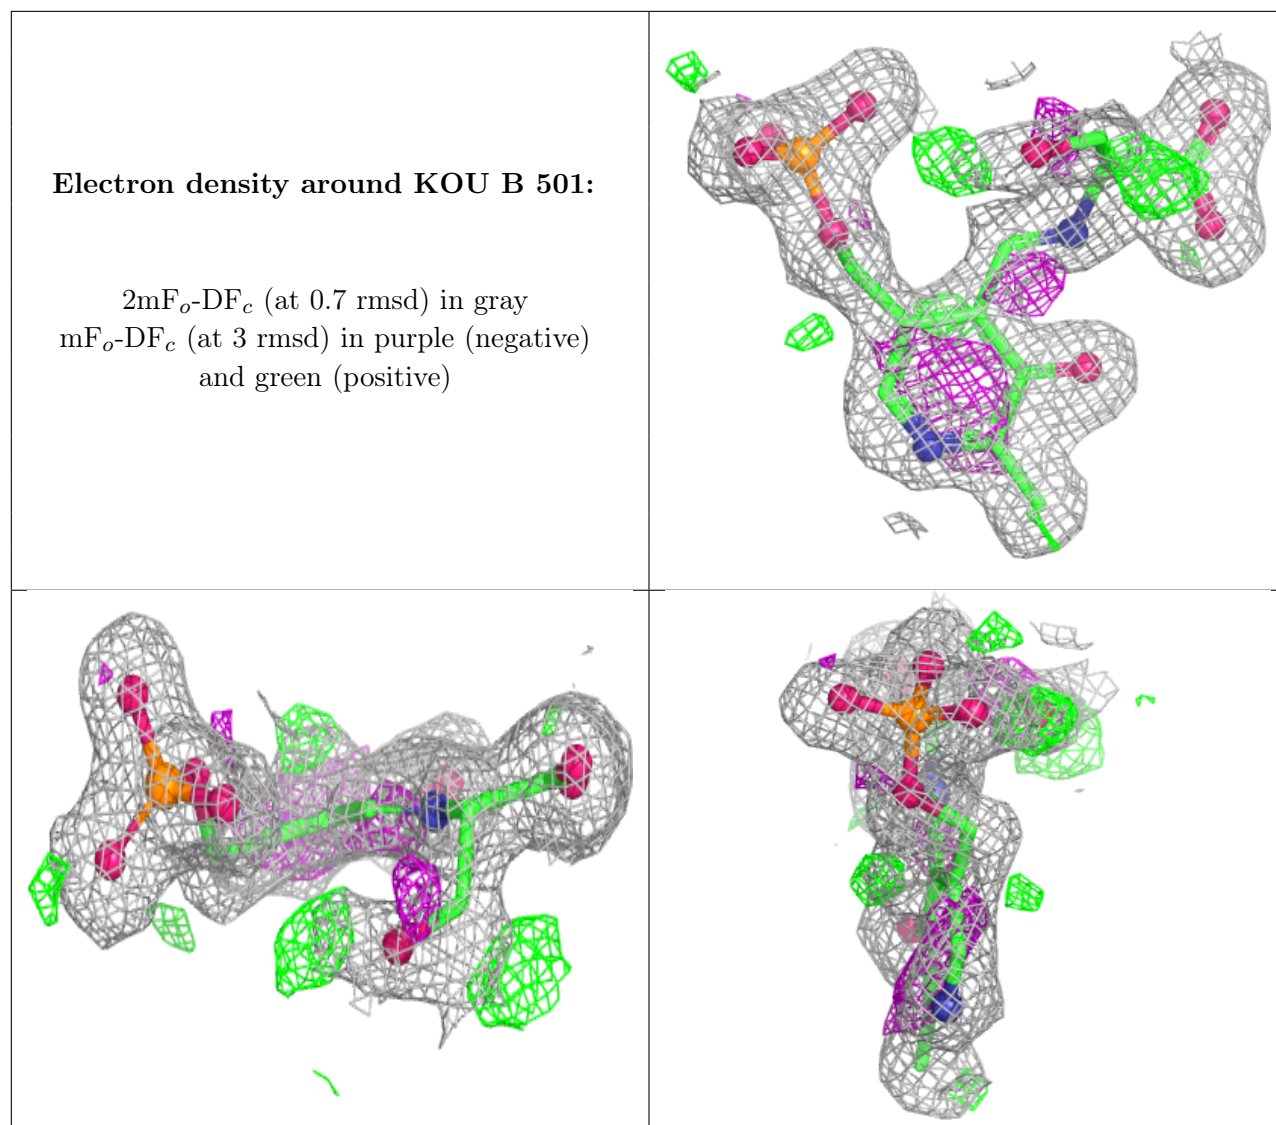 Electron density around KOU B 501:
2mFo-DFc (at 0.7 rmsd) in gray
mFo-DFc (at 3 rmsd) in purple (negative)
and green (positive)